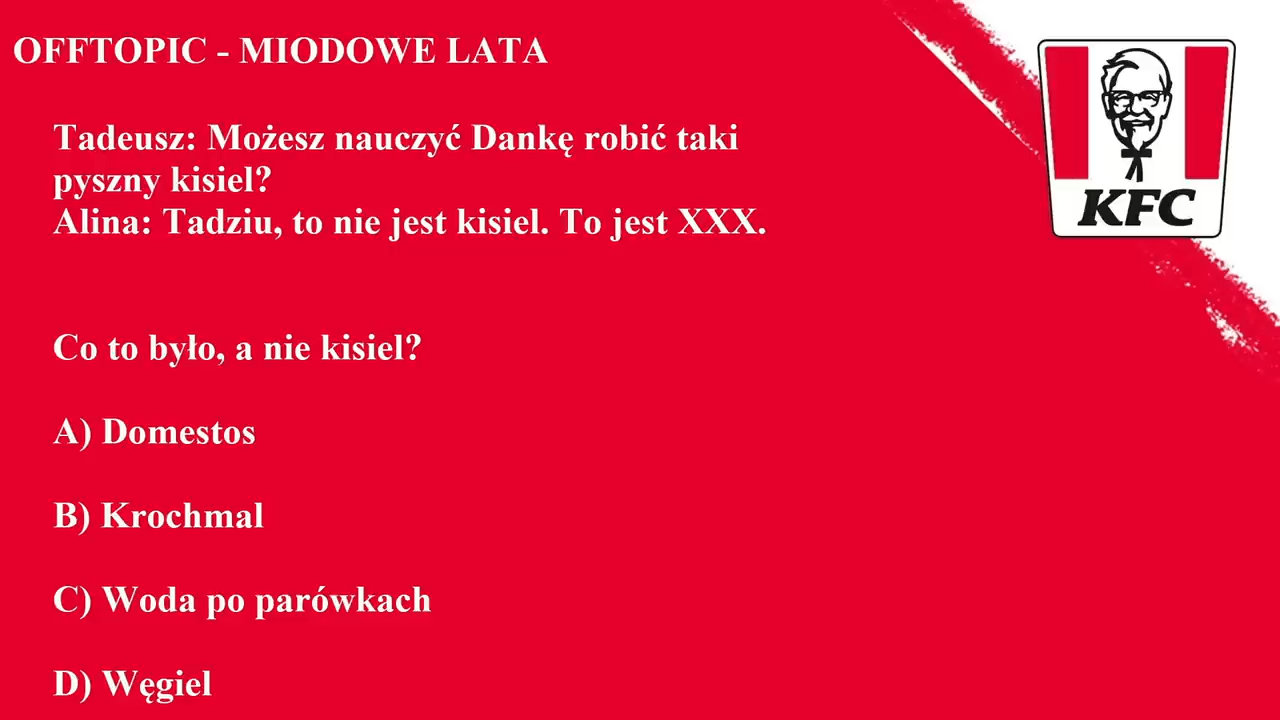 OFFTOPIC - MIODOWE LATA
Tadeusz: Możesz nauczyć Dankę robić taki
pyszny kisiel?
Alina: Tadziu, to nie jest kisiel. To jest XXX.
Co to było, a nie kisiel?
A) Domestos
B) Krochmal
C) Woda po parówkach
D) Węgiel
KFC